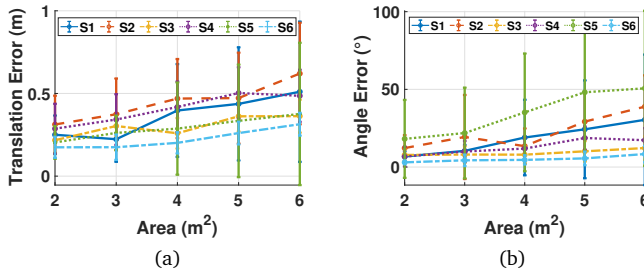 S1 S2 S3 S4 S5 S6
Translation Error (m)
1
0.5
0
2 3 4 5 6
Area (m²)
(a)
S1 S2 S3 S4 S5 S6
Angle Error (°)
100
50
0
2 3 4 5 6
Area (m²)
(b)